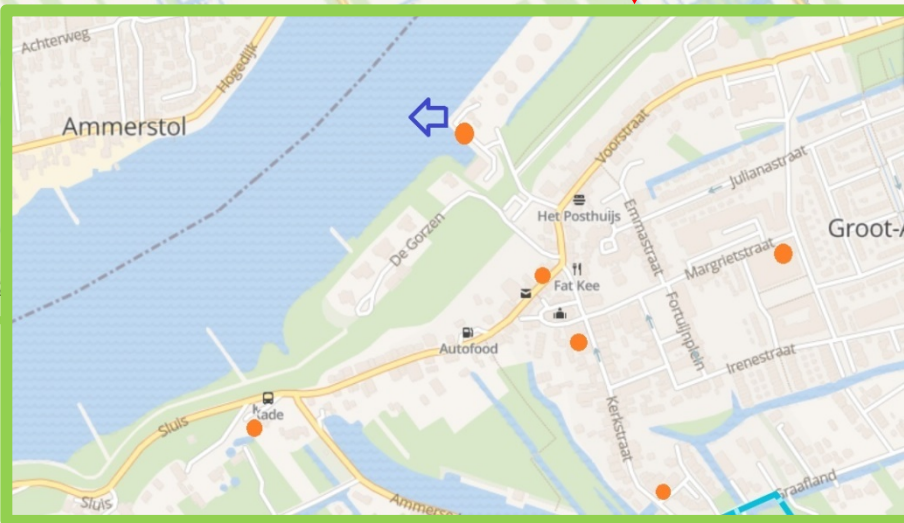 Achterweg
Hogedijk
Ammerstol
Voorstraat
Julianastraat
Het Posthuijs
Emmastraat
Groot-A
De Gorzen
Margrietstraat
Fat Kee
Fortuijnplein
Autofood
Irenestraat
Kade
Kerkstraat
Sluis
Sluis
Graafland
Ammers